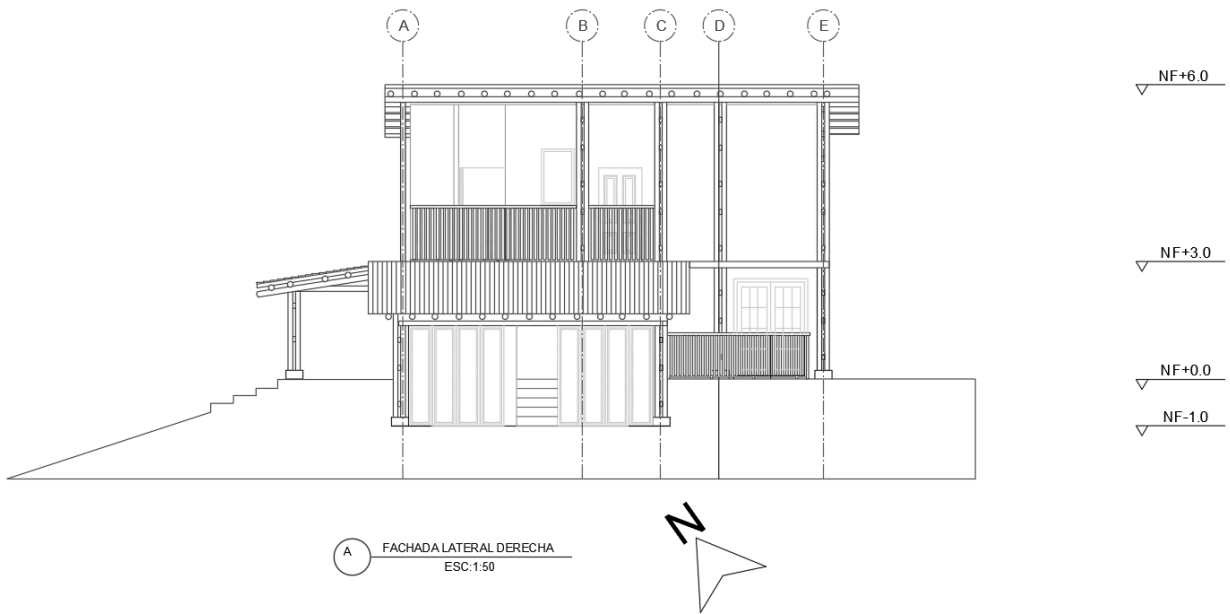 A B C D E
NF+6.0
NF+3.0
NF+0.0
NF-1.0
N
A FACHADA LATERAL DERECHA
ESC:1:50